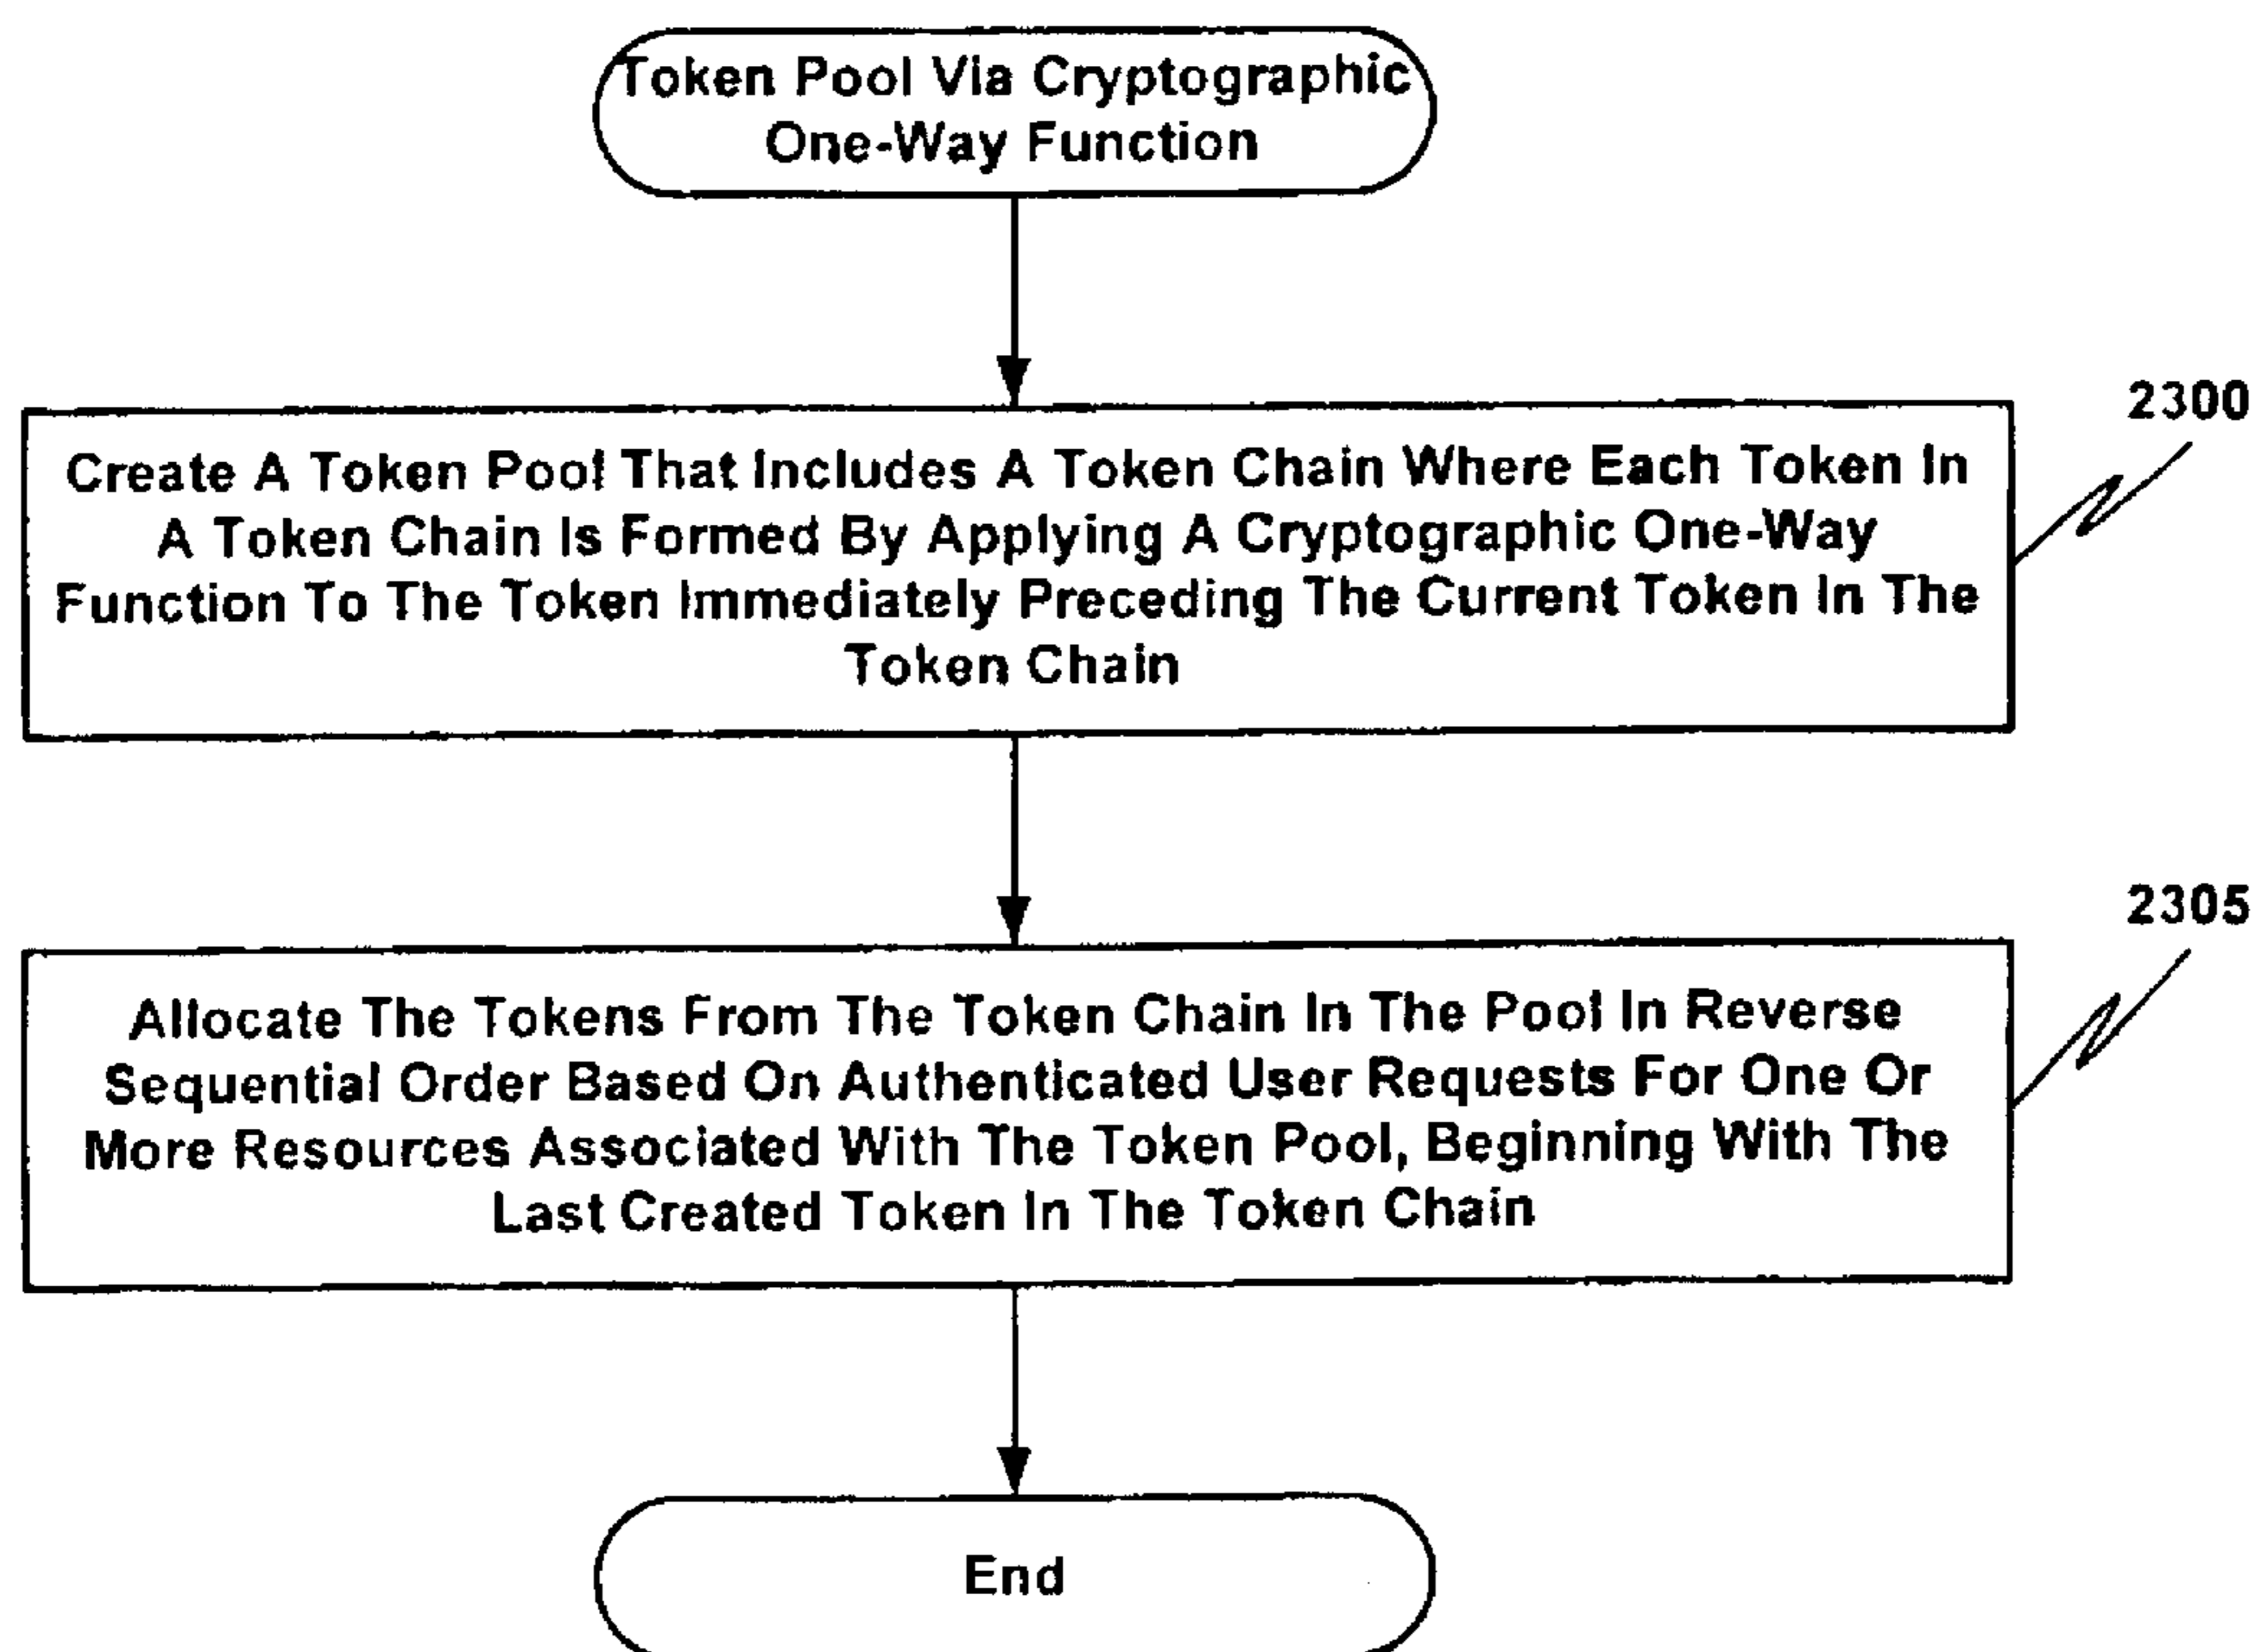 Token Pool Via Cryptographic
One-Way Function
2300
Create A Token Pool That Includes A Token Chain Where Each Token In
A Token Chain Is Formed By Applying A Cryptographic One-Way
Function To The Token Immediately Preceding The Current Token In The
Token Chain
2305
Allocate The Tokens From The Token Chain In The Pool In Reverse
Sequential Order Based On Authenticated User Requests For One Or
More Resources Associated With The Token Pool, Beginning With The
Last Created Token In The Token Chain
End